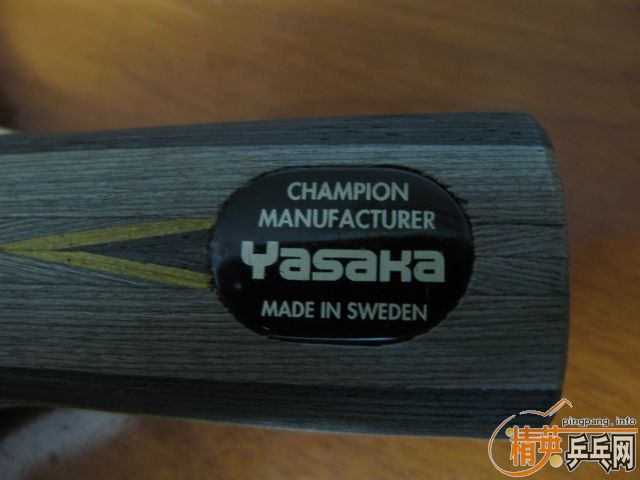 CHAMPION
MANUFACTURER
Yasaka
MADE IN SWEDEN
pingpang.info
精英乒乓网